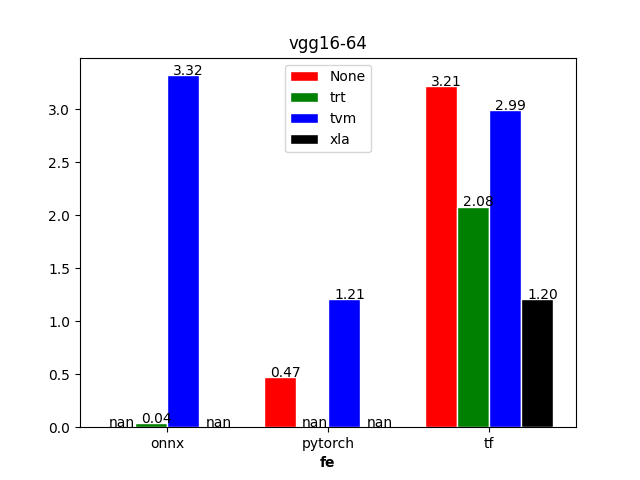 vgg16-64
None
trt
tvm
xla
3.0
2.5
2.0
1.5
1.0
0.5
0.0
nan
0.04
3.32
nan
0.47
nan
1.21
nan
3.21
2.08
2.99
1.20
onnx
pytorch
tf
fe